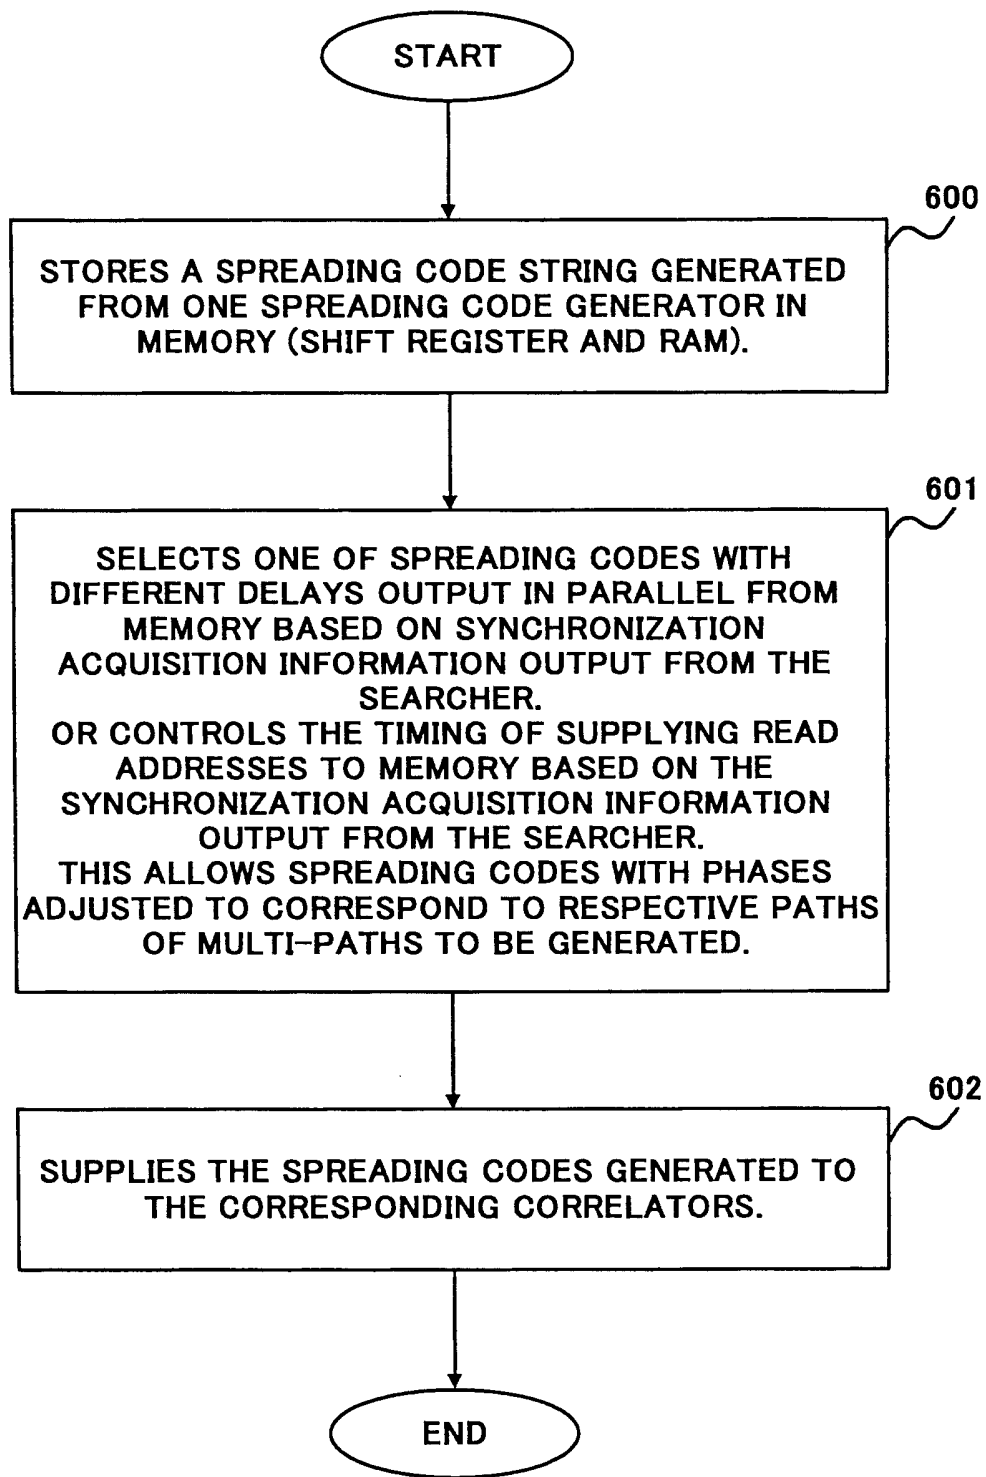 START
600
STORES A SPREADING CODE STRING GENERATED
FROM ONE SPREADING CODE GENERATOR IN
MEMORY (SHIFT REGISTER AND RAM).
601
SELECTS ONE OF SPREADING CODES WITH
DIFFERENT DELAYS OUTPUT IN PARALLEL FROM
MEMORY BASED ON SYNCHRONIZATION
ACQUISITION INFORMATION OUTPUT FROM THE
SEARCHER.
OR CONTROLS THE TIMING OF SUPPLYING READ
ADDRESSES TO MEMORY BASED ON THE
SYNCHRONIZATION ACQUISITION INFORMATION
OUTPUT FROM THE SEARCHER.
THIS ALLOWS SPREADING CODES WITH PHASES
ADJUSTED TO CORRESPOND TO RESPECTIVE PATHS
OF MULTI-PATHS TO BE GENERATED.
602
SUPPLIES THE SPREADING CODES GENERATED TO
THE CORRESPONDING CORRELATORS.
END